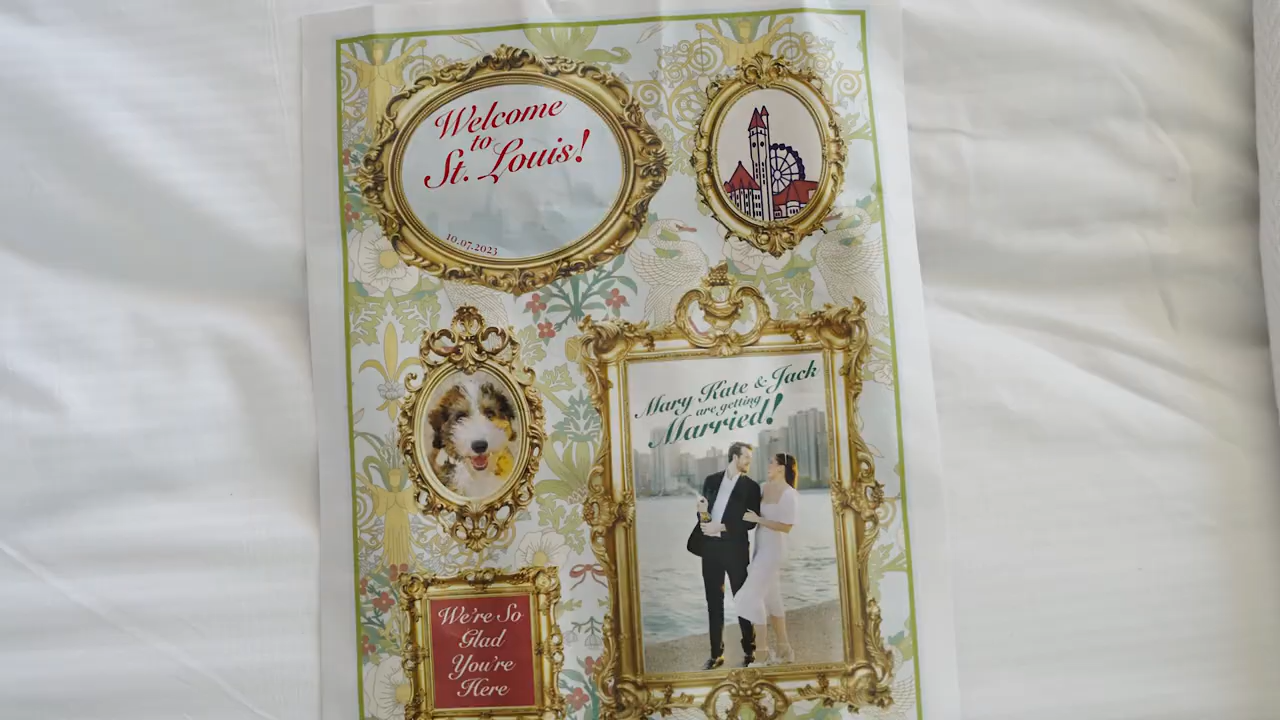 Welcome
to
St. Louis!
10.07.2023
Mary Kate & Jack
are getting
Married!
We're So
Glad
You're
Here